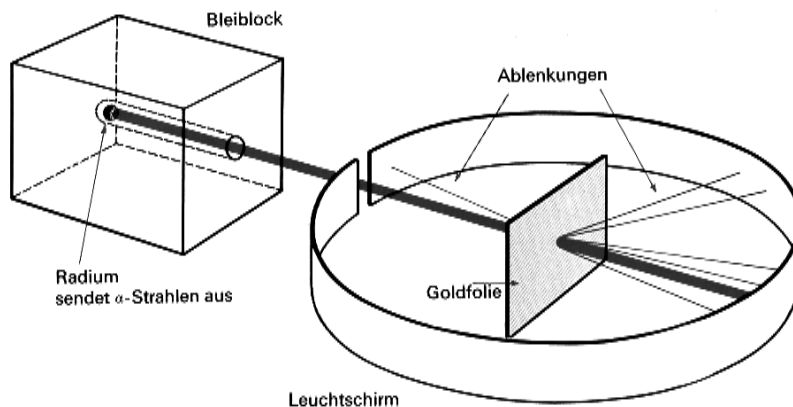 Bleiblock
Ablenkungen
Radium
sendet α-Strahlen aus
Goldfolie
Leuchtschirm